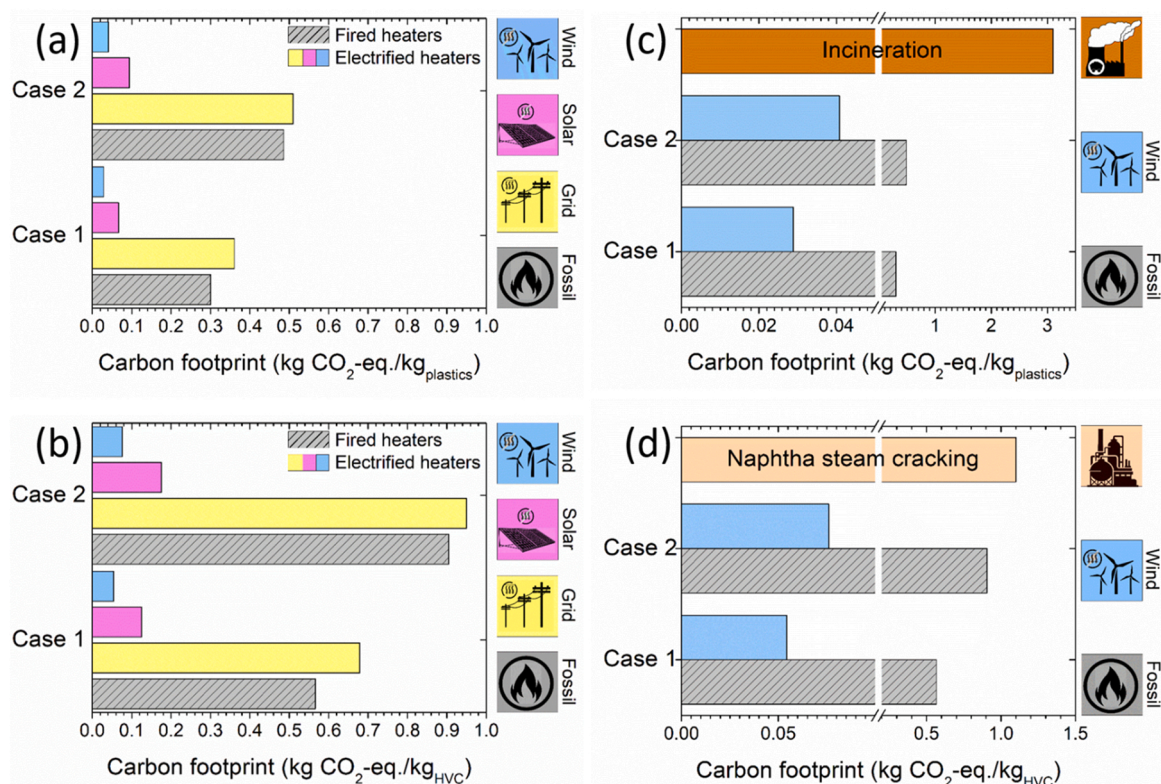 (a)
Fired heaters
Electrified heaters
Case 2
Case 1
0.0 0.1 0.2 0.3 0.4 0.5 0.6 0.7 0.8 0.9 1.0
Carbon footprint (kg CO2-eq./kgplastics)
Wind
Solar
Grid
Fossil
(c)
Incineration
Case 2
Case 1
0.00 0.02 0.04 1 2 3
Carbon footprint (kg CO2-eq./kgplastics)
Wind
Fossil
(b)
Fired heaters
Electrified heaters
Case 2
Case 1
0.0 0.1 0.2 0.3 0.4 0.5 0.6 0.7 0.8 0.9 1.0
Carbon footprint (kg CO2-eq./kgHVC)
Wind
Solar
Grid
Fossil
(d)
Naphtha steam cracking
Case 2
Case 1
0.00 0.05 0.5 1.0 1.5
Carbon footprint (kg CO2-eq./kgHVC)
Wind
Fossil